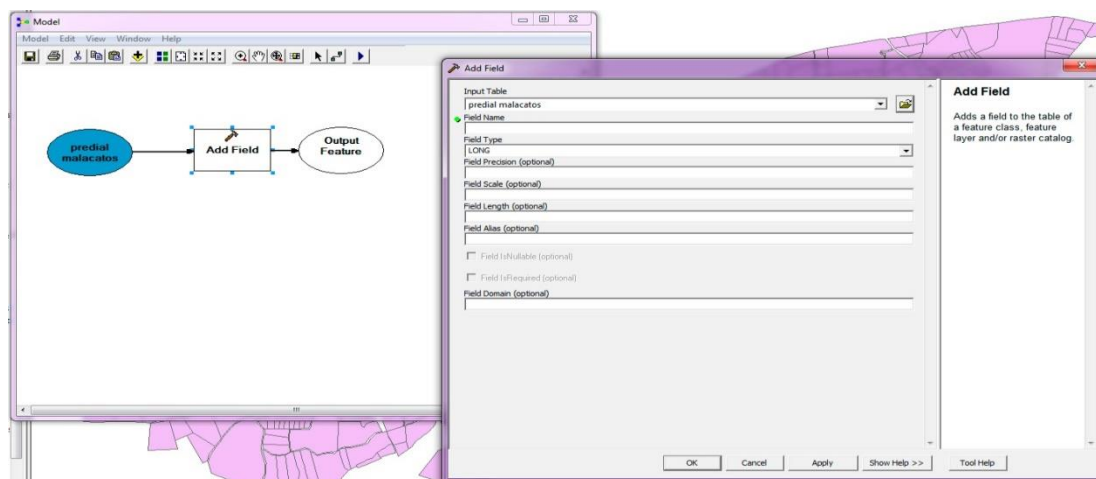 Model
Model Edit View Window Help
predial
malacatos
Add Field
Output
Feature
Add Field
Input Table
predial malacatos
Field Name
Field Type
LONG
Field Precision (optional)
Field Scale (optional)
Field Length (optional)
Field Alias (optional)
Field IsNullable (optional)
Field IsRequired (optional)
Field Domain (optional)
OK Cancel Apply Show Help >> Tool Help
Add Field
Adds a field to the table of
a feature class, feature
layer and/or raster catalog.